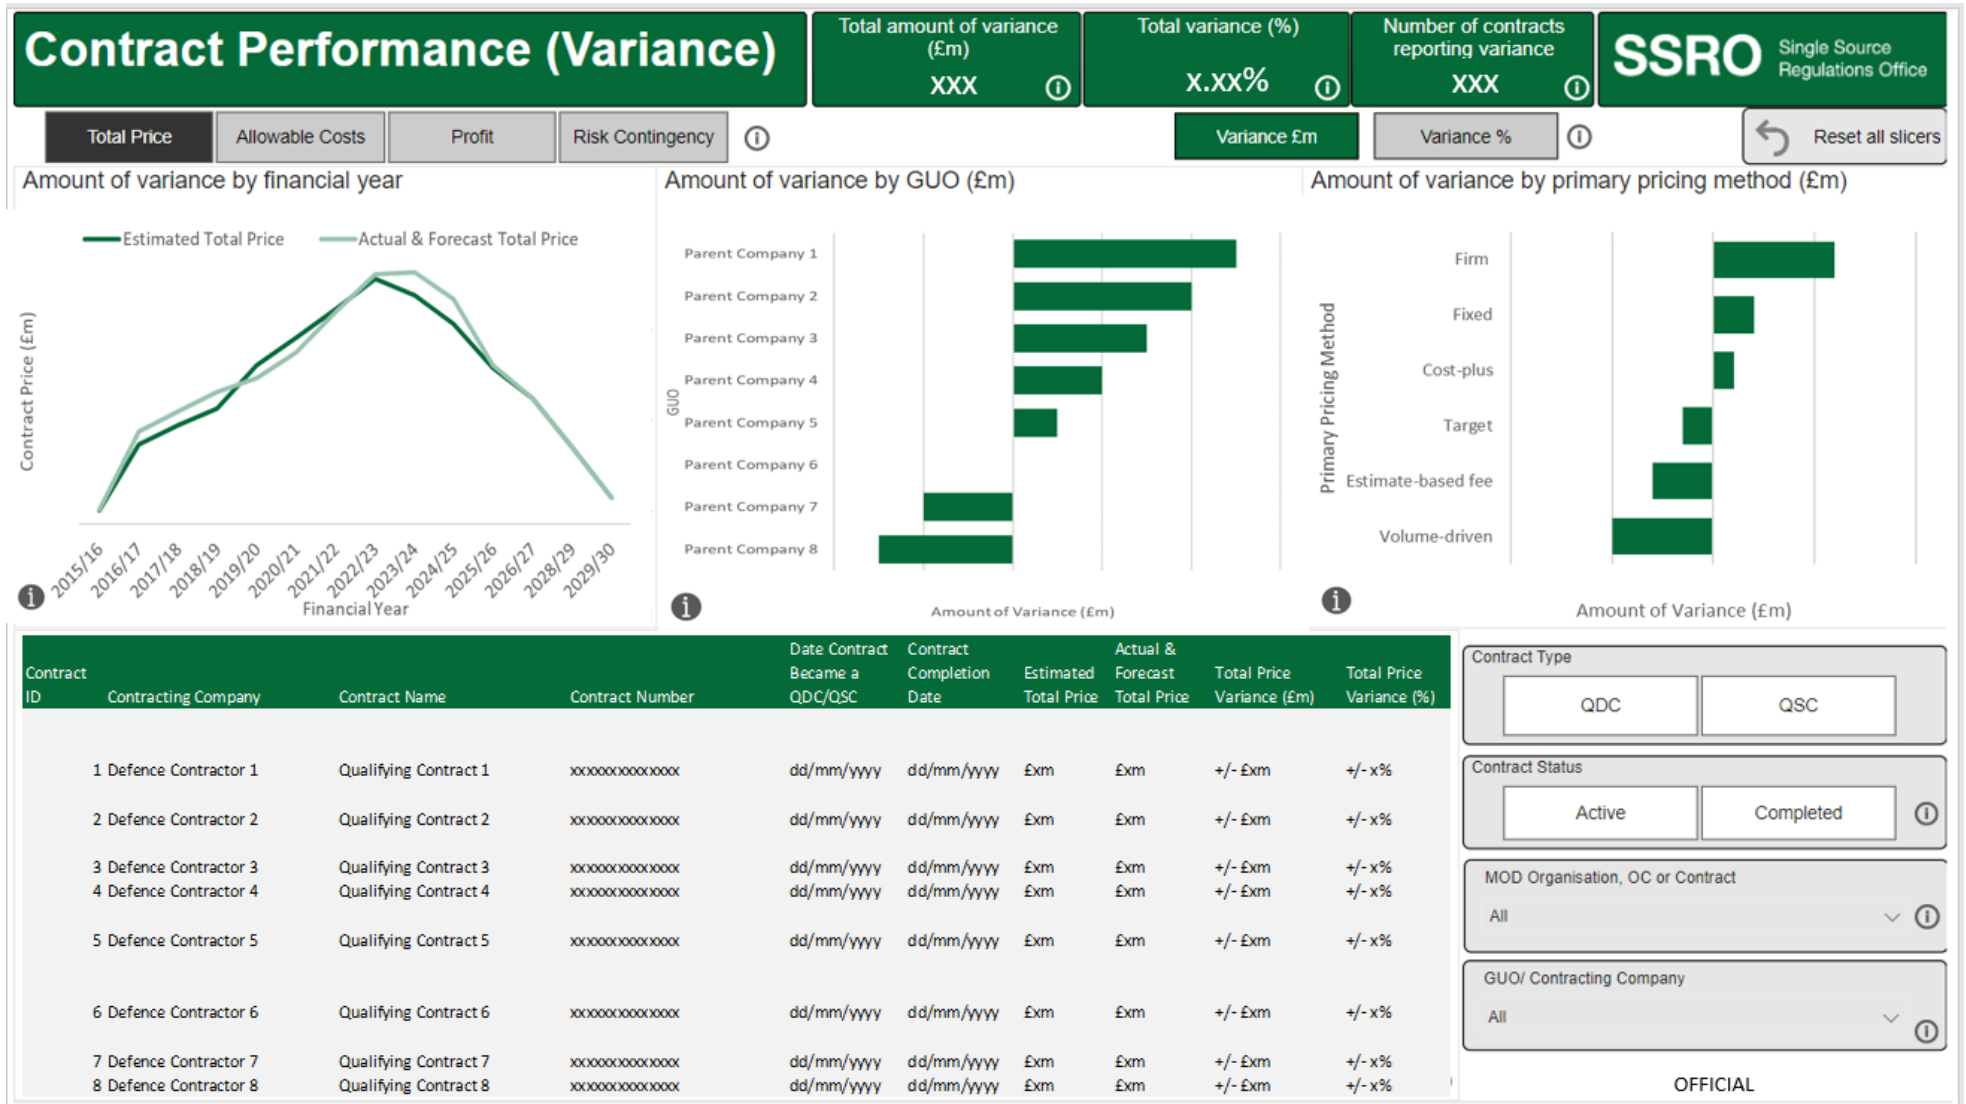 Contract Performance (Variance)
Total amount of variance
(£m)
XXX
Total variance (%)
x.xx%
Number of contracts
reporting variance
XXX
SSRO
Single Source
Regulations Office
Total Price
Allowable Costs
Profit
Risk Contingency
Variance £m
Variance %
Reset all slicers
Amount of variance by financial year
Estimated Total Price
Actual & Forecast Total Price
Contract Price (£m)
2015/16
2016/17
2017/18
2018/19
2019/20
2020/21
2021/22
2022/23
2023/24
2024/25
2025/26
2026/27
2028/29
2029/30
Financial Year
Amount of variance by GUO (£m)
GUO
Parent Company 1
Parent Company 2
Parent Company 3
Parent Company 4
Parent Company 5
Parent Company 6
Parent Company 7
Parent Company 8
Amount of Variance (£m)
Amount of variance by primary pricing method (£m)
Primary Pricing Method
Firm
Fixed
Cost-plus
Target
Estimate-based fee
Volume-driven
Amount of Variance (£m)
Contract
ID
Contracting Company
Contract Name
Contract Number
Date Contract
Became a
QDC/QSC
Contract
Completion
Date
Estimated
Total Price
Actual &
Forecast
Total Price
Total Price
Variance (£m)
Total Price
Variance (%)
1 Defence Contractor 1 Qualifying Contract 1 xxxxxxxxxxxxxx dd/mm/yyyy dd/mm/yyyy £xm £xm +/- £xm +/- x%
2 Defence Contractor 2 Qualifying Contract 2 xxxxxxxxxxxxxx dd/mm/yyyy dd/mm/yyyy £xm £xm +/- £xm +/- x%
3 Defence Contractor 3 Qualifying Contract 3 xxxxxxxxxxxxxx dd/mm/yyyy dd/mm/yyyy £xm £xm +/- £xm +/- x%
4 Defence Contractor 4 Qualifying Contract 4 xxxxxxxxxxxxxx dd/mm/yyyy dd/mm/yyyy £xm £xm +/- £xm +/- x%
5 Defence Contractor 5 Qualifying Contract 5 xxxxxxxxxxxxxx dd/mm/yyyy dd/mm/yyyy £xm £xm +/- £xm +/- x%
6 Defence Contractor 6 Qualifying Contract 6 xxxxxxxxxxxxxx dd/mm/yyyy dd/mm/yyyy £xm £xm +/- £xm +/- x%
7 Defence Contractor 7 Qualifying Contract 7 xxxxxxxxxxxxxx dd/mm/yyyy dd/mm/yyyy £xm £xm +/- £xm +/- x%
8 Defence Contractor 8 Qualifying Contract 8 xxxxxxxxxxxxxx dd/mm/yyyy dd/mm/yyyy £xm £xm +/- £xm +/- x%
Contract Type
QDC
QSC
Contract Status
Active
Completed
MOD Organisation, OC or Contract
All
GUO/ Contracting Company
All
OFFICIAL